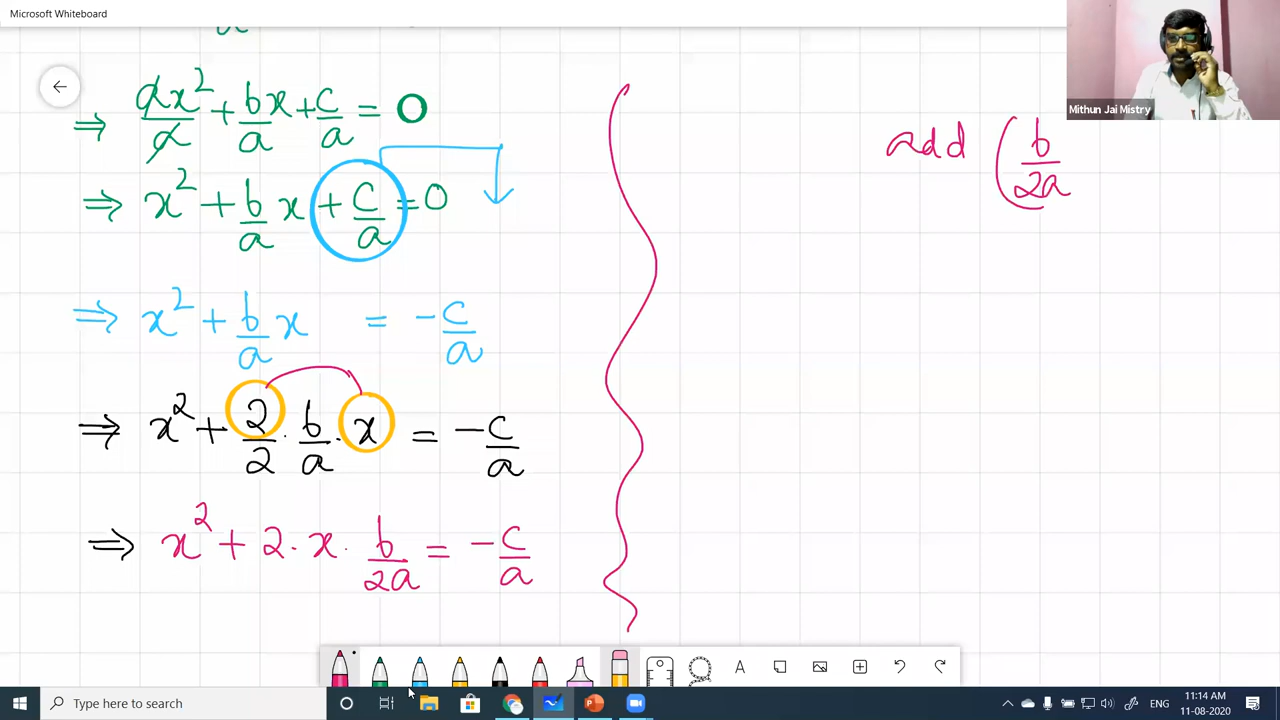 Microsoft Whiteboard
Mithun Jai Mistry
⇒ ax²/a + bx/a + c/a = 0
⇒ x² + b/a x + c/a = 0
⇒ x² + b/a x = -c/a
⇒ x² + 2/2 · b/a · x = -c/a
⇒ x² + 2 · x · b/2a = -c/a
add (b/2a
A
Type here to search
ENG
11:14 AM
11-08-2020